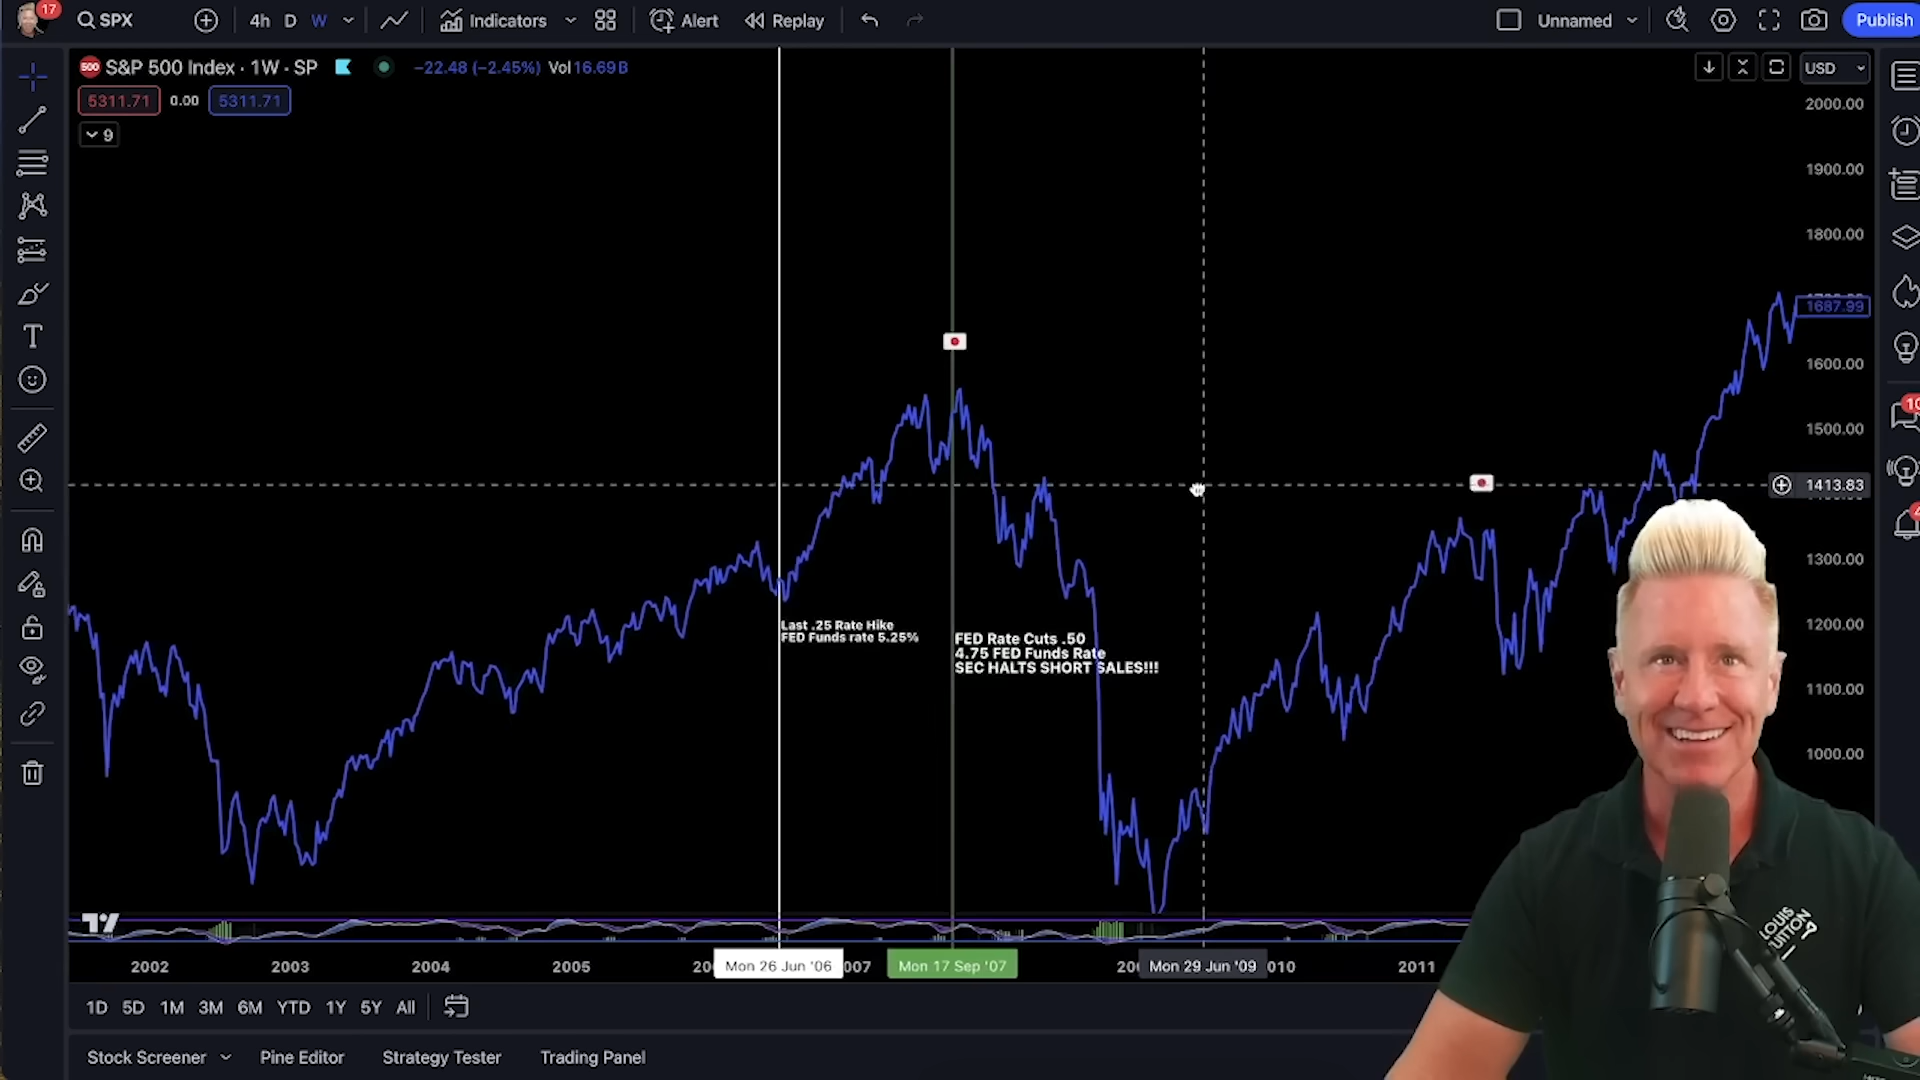 17
SPX
4h D W
Indicators
Alert
Replay
Unnamed
Publish
500
S&P 500 Index · 1W · SP
−22.48 (−2.45%) Vol 16.69B
USD
5311.71 0.00 5311.71
9
2000.00
1900.00
1800.00
1687.99
1600.00
1500.00
1413.83
1300.00
1200.00
1100.00
1000.00
Last .25 Rate Hike
FED Funds rate 5.25%
FED Rate Cuts .50
4.75 FED Funds Rate
SEC HALTS SHORT SALES!!!
LOUIS
VUITTON
2002 2003 2004 2005 Mon 26 Jun '06 Mon 17 Sep '07 Mon 29 Jun '09 2011
1D 5D 1M 3M 6M YTD 1Y 5Y All
Stock Screener Pine Editor Strategy Tester Trading Panel